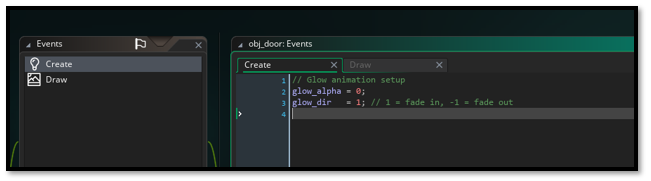 Events
Create
Draw
obj_door: Events
Create
Draw
1 // Glow animation setup
2 glow_alpha = 0;
3 glow_dir   = 1; // 1 = fade in, -1 = fade out
4